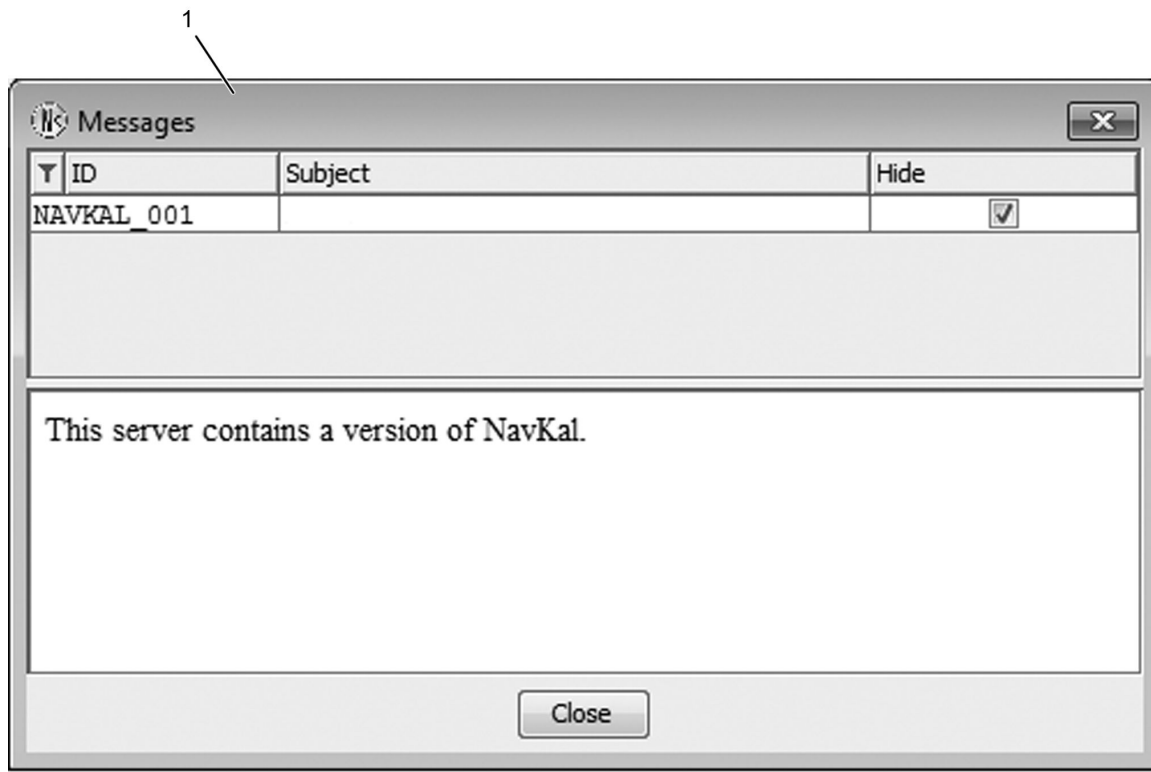 1
Messages
ID Subject Hide
NAVKAL_001
This server contains a version of NavKal.
Close